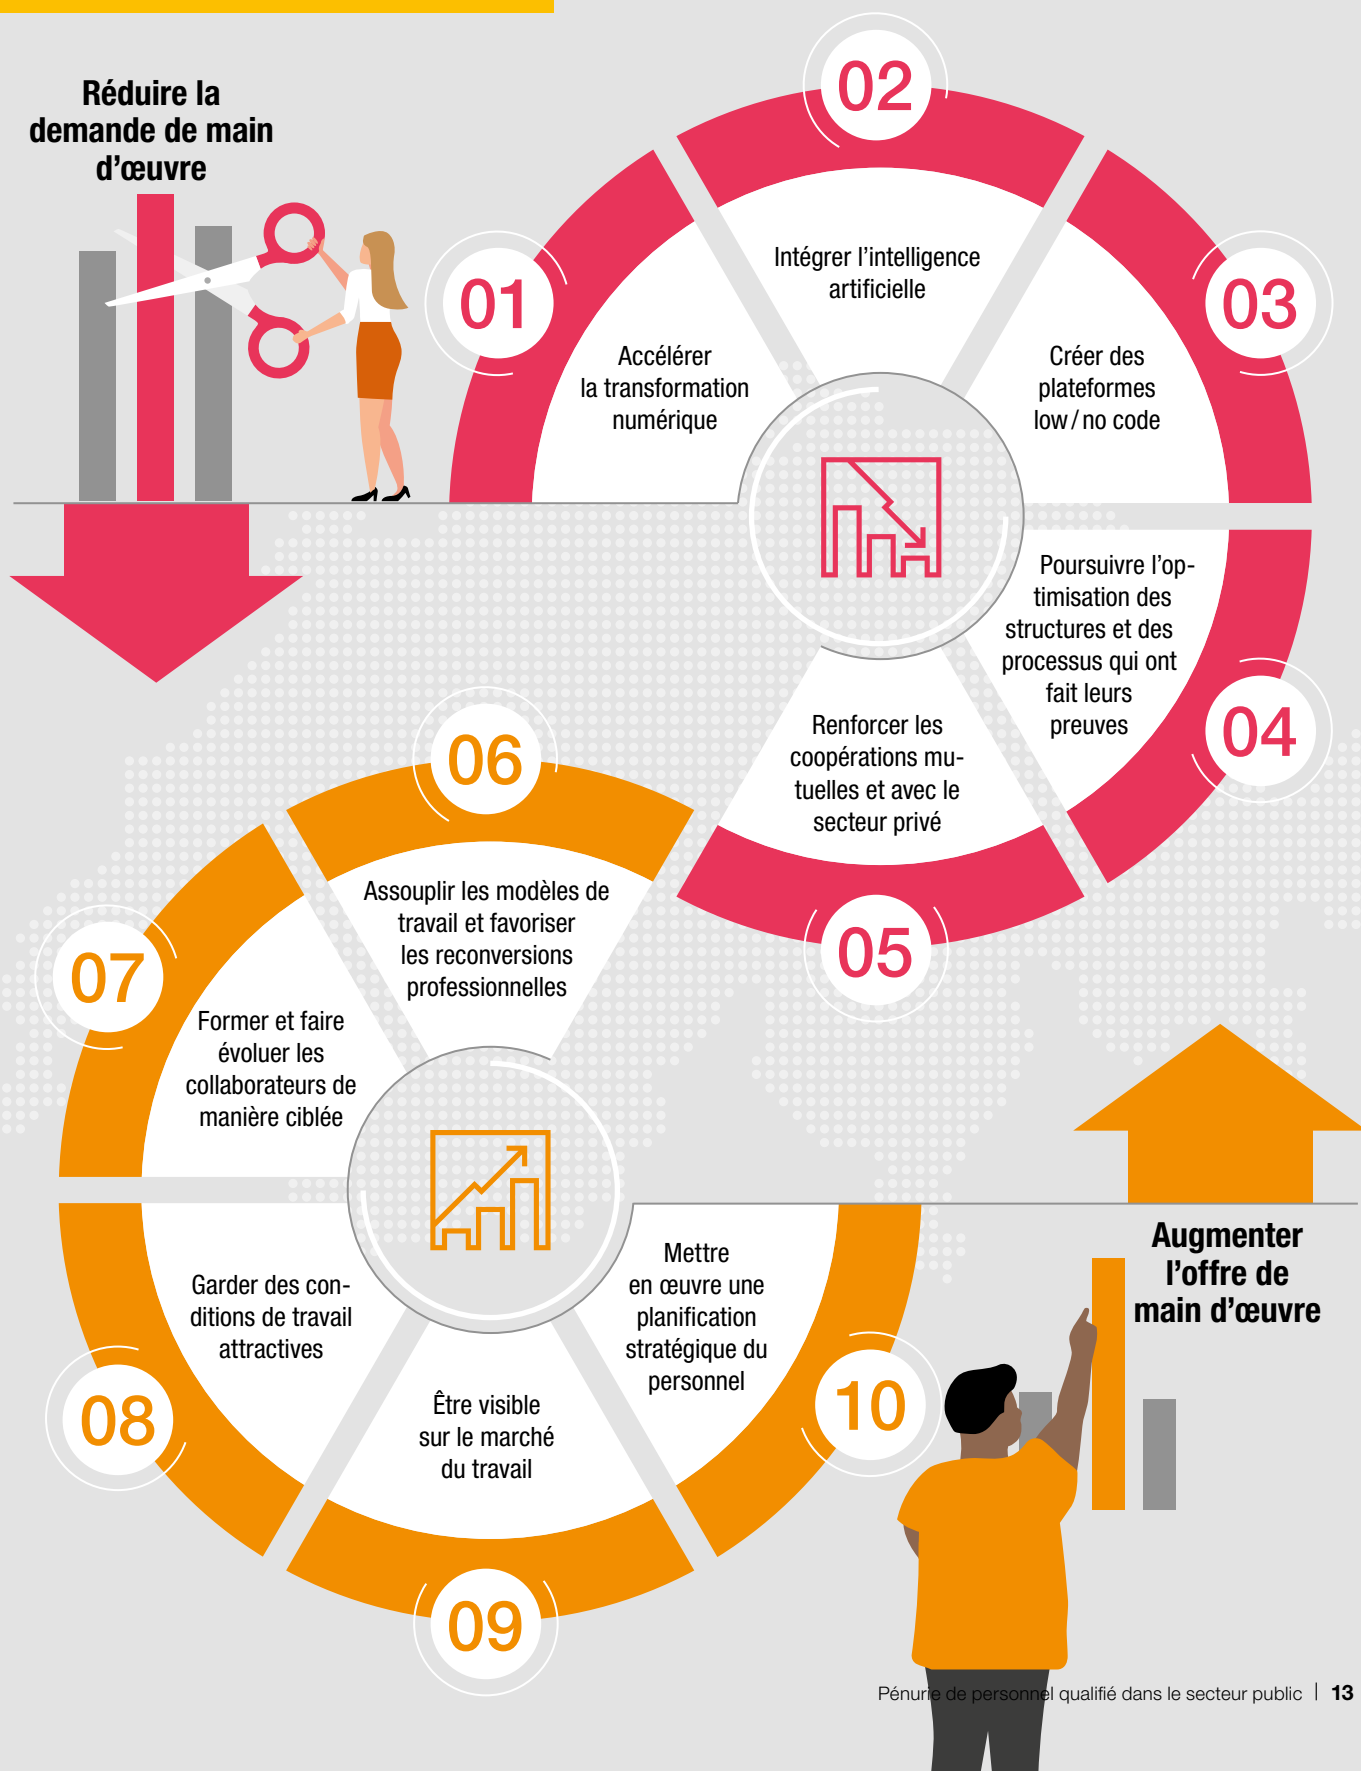 Réduire la
demande de main
d'œuvre
01
Accélérer
la transformation
numérique
02
Intégrer l'intelligence
artificielle
03
Créer des
plateformes
low / no code
04
Poursuivre l'op-
timisation des
structures et des
processus qui ont
fait leurs
preuves
05
Renforcer les
coopérations mu-
tuelles et avec le
secteur privé
06
Assouplir les modèles de
travail et favoriser
les reconversions
professionnelles
07
Former et faire
évoluer les
collaborateurs de
manière ciblée
08
Garder des con-
ditions de travail
attractives
09
Être visible
sur le marché
du travail
10
Mettre
en œuvre une
planification
stratégique du
personnel
Augmenter
l'offre de
main d'œuvre
Pénurie de personnel qualifié dans le secteur public | 13